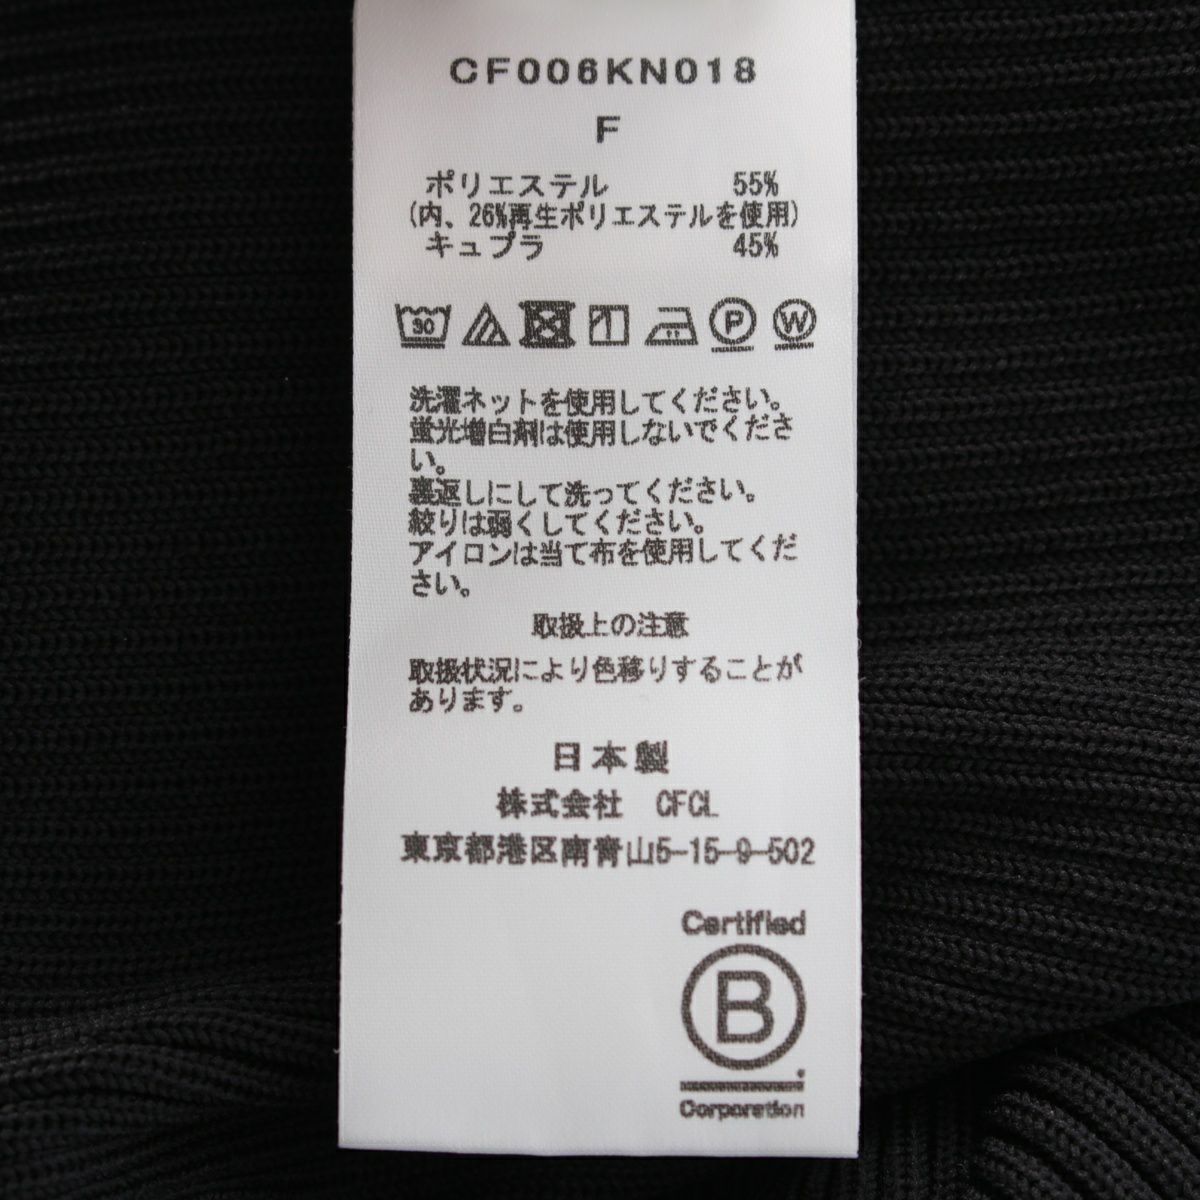 CF006KN018
F
ポリエステル 55%
(内、26%再生ポリエステルを使用)
キュプラ 45%
30 P W
洗濯ネットを使用してください。
蛍光増白剤は使用しないでくださ
い。
裏返しにして洗ってください。
絞りは弱くしてください。
アイロンは当て布を使用してくだ
さい。
取扱上の注意
取扱状況により色移りすることが
あります。
日本製
株式会社 CFCL
東京都港区南青山5-15-9-502
Certified
B
Corporation